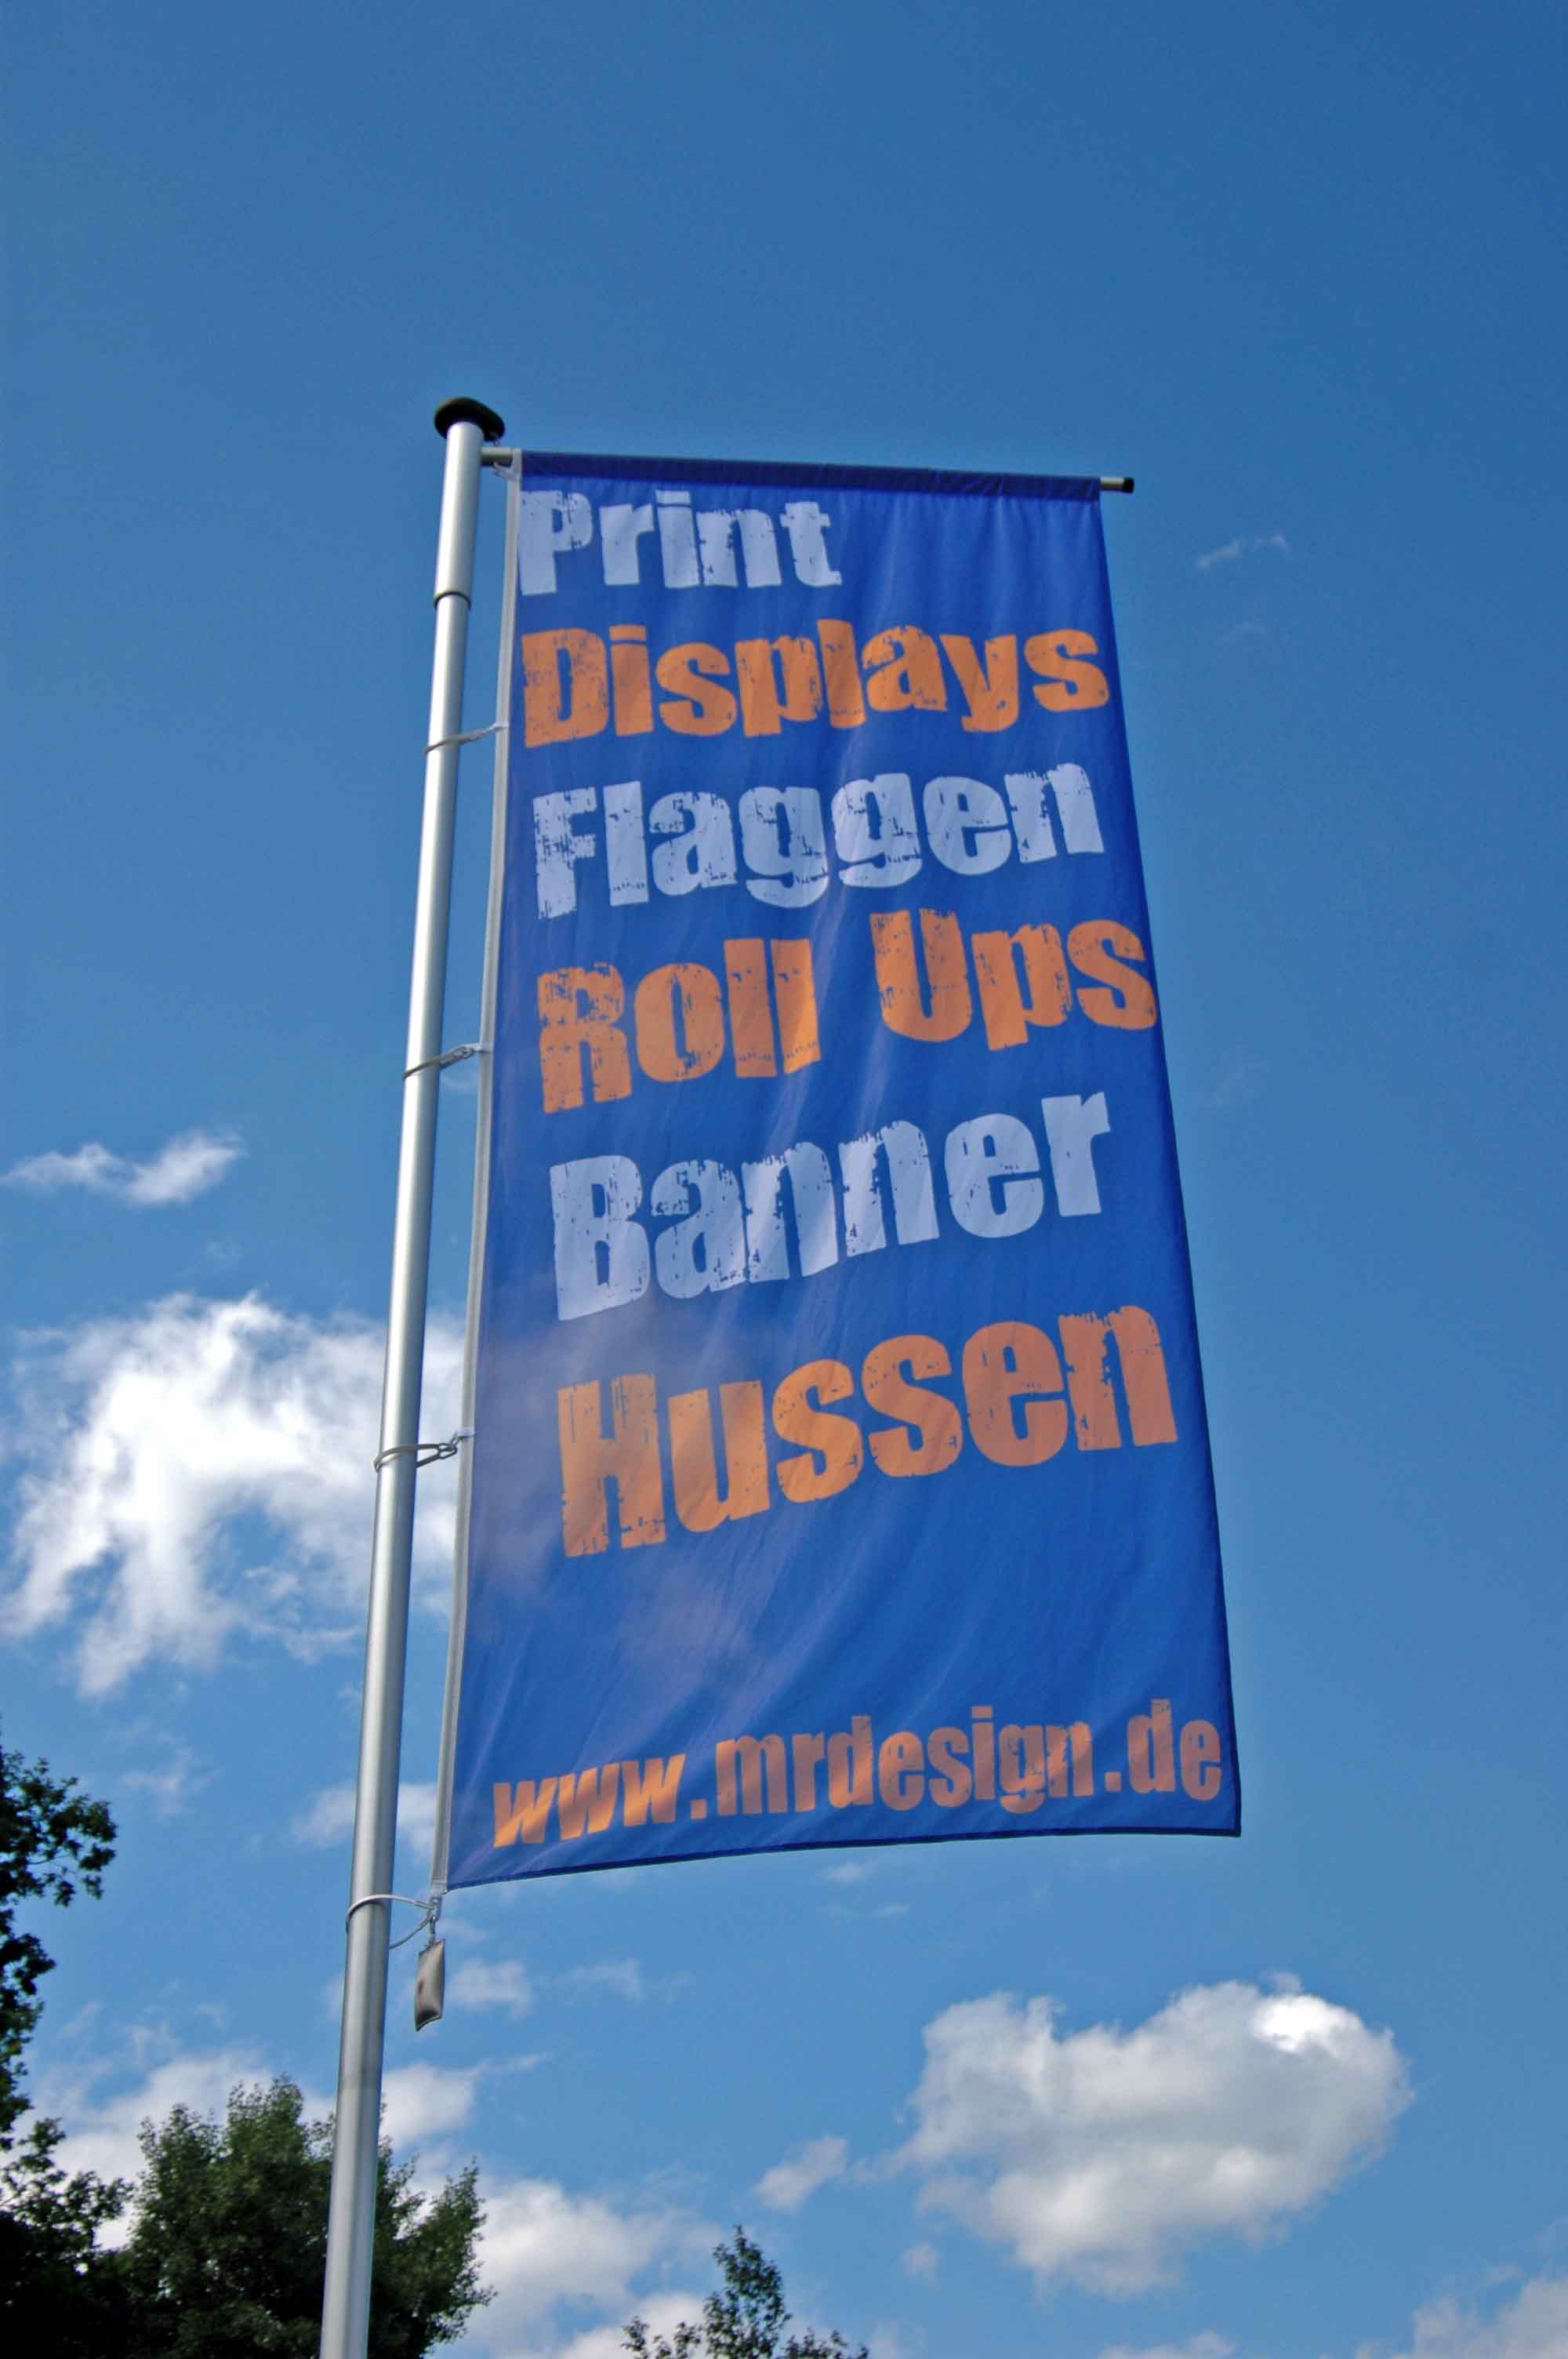 Print
Displays
Flaggen
Roll Ups
Banner
Hussen
www.mrdesign.de